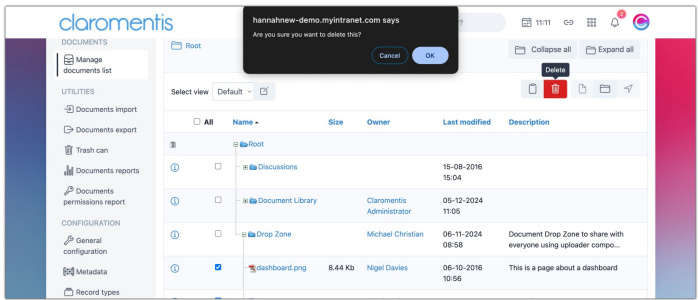 claromentis
hannahnew-demo.myintranet.com says
Are you sure you want to delete this?
Cancel
OK
?
11:11
2
DOCUMENTS
Manage
documents list
UTILITIES
Documents import
Documents export
Trash can
Documents reports
Documents
permissions report
CONFIGURATION
General
configuration
Metadata
Record types
Root
Collapse all
Expand all
Delete
Select view
Default
All Name Size Owner Last modified Description
Root
Discussions 15-08-2016
15:04
Document Library Claromentis 05-12-2024
Administrator 11:05
Drop Zone Michael Christian 06-11-2024 Document Drop Zone to share with
08:58 everyone using uploader compo...
dashboard.png 8.44 Kb Nigel Davies 06-10-2016 This is a page about a dashboard
10:56